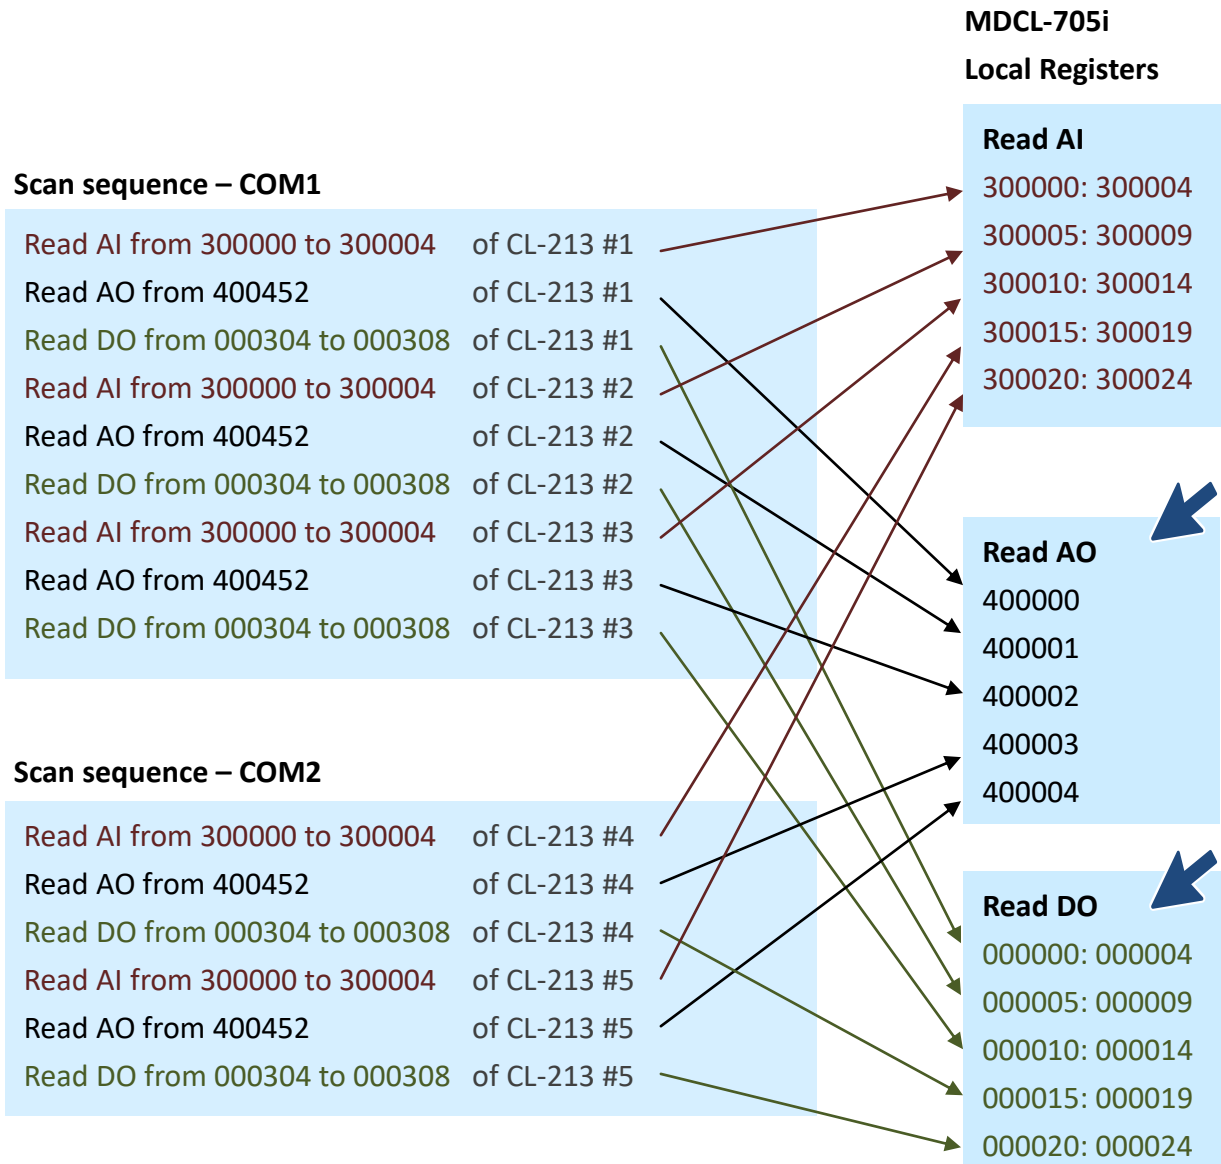 MDCL-705i
Local Registers
Read AI
300000: 300004
300005: 300009
300010: 300014
300015: 300019
300020: 300024
Scan sequence – COM1
Read AI from 300000 to 300004 of CL-213 #1
Read AO from 400452 of CL-213 #1
Read DO from 000304 to 000308 of CL-213 #1
Read AI from 300000 to 300004 of CL-213 #2
Read AO from 400452 of CL-213 #2
Read DO from 000304 to 000308 of CL-213 #2
Read AI from 300000 to 300004 of CL-213 #3
Read AO from 400452 of CL-213 #3
Read DO from 000304 to 000308 of CL-213 #3
Read AO
400000
400001
400002
400003
400004
Scan sequence – COM2
Read AI from 300000 to 300004 of CL-213 #4
Read AO from 400452 of CL-213 #4
Read DO from 000304 to 000308 of CL-213 #4
Read AI from 300000 to 300004 of CL-213 #5
Read AO from 400452 of CL-213 #5
Read DO from 000304 to 000308 of CL-213 #5
Read DO
000000: 000004
000005: 000009
000010: 000014
000015: 000019
000020: 000024